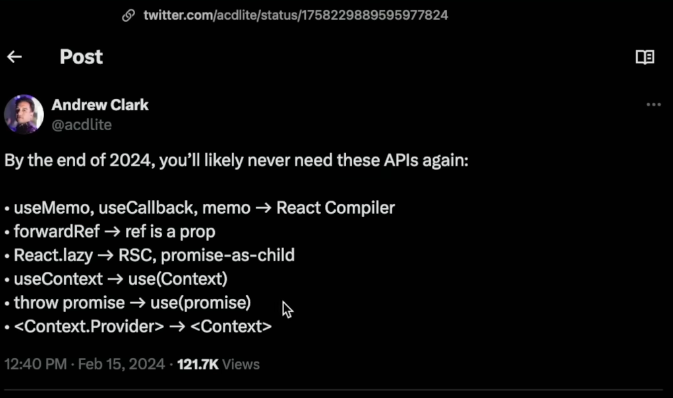 twitter.com/acdlite/status/1758229889595977824
Post
Andrew Clark
@acdlite
By the end of 2024, you’ll likely never need these APIs again:
• useMemo, useCallback, memo → React Compiler
• forwardRef → ref is a prop
• React.lazy → RSC, promise-as-child
• useContext → use(Context)
• throw promise → use(promise)
• <Context.Provider> → <Context>
12:40 PM · Feb 15, 2024 · 121.7K Views